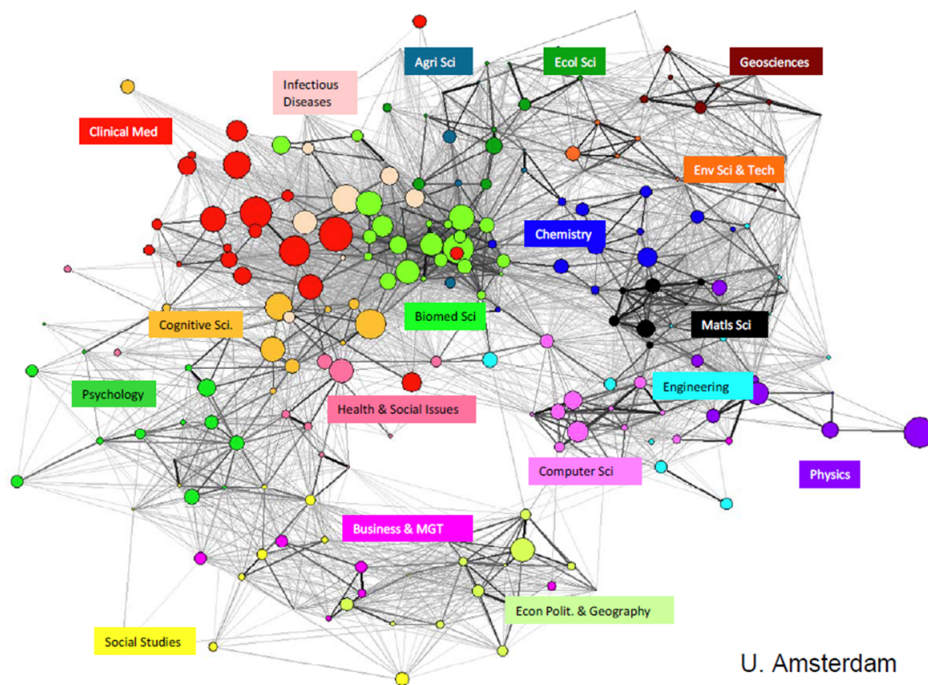 Agri Sci
Ecol Sci
Geosciences
Infectious
Diseases
Clinical Med
Env Sci & Tech
Chemistry
Cognitive Sci.
Biomed Sci
Matls Sci
Psychology
Health & Social Issues
Engineering
Computer Sci
Physics
Business & MGT
Econ Polit. & Geography
Social Studies
U. Amsterdam